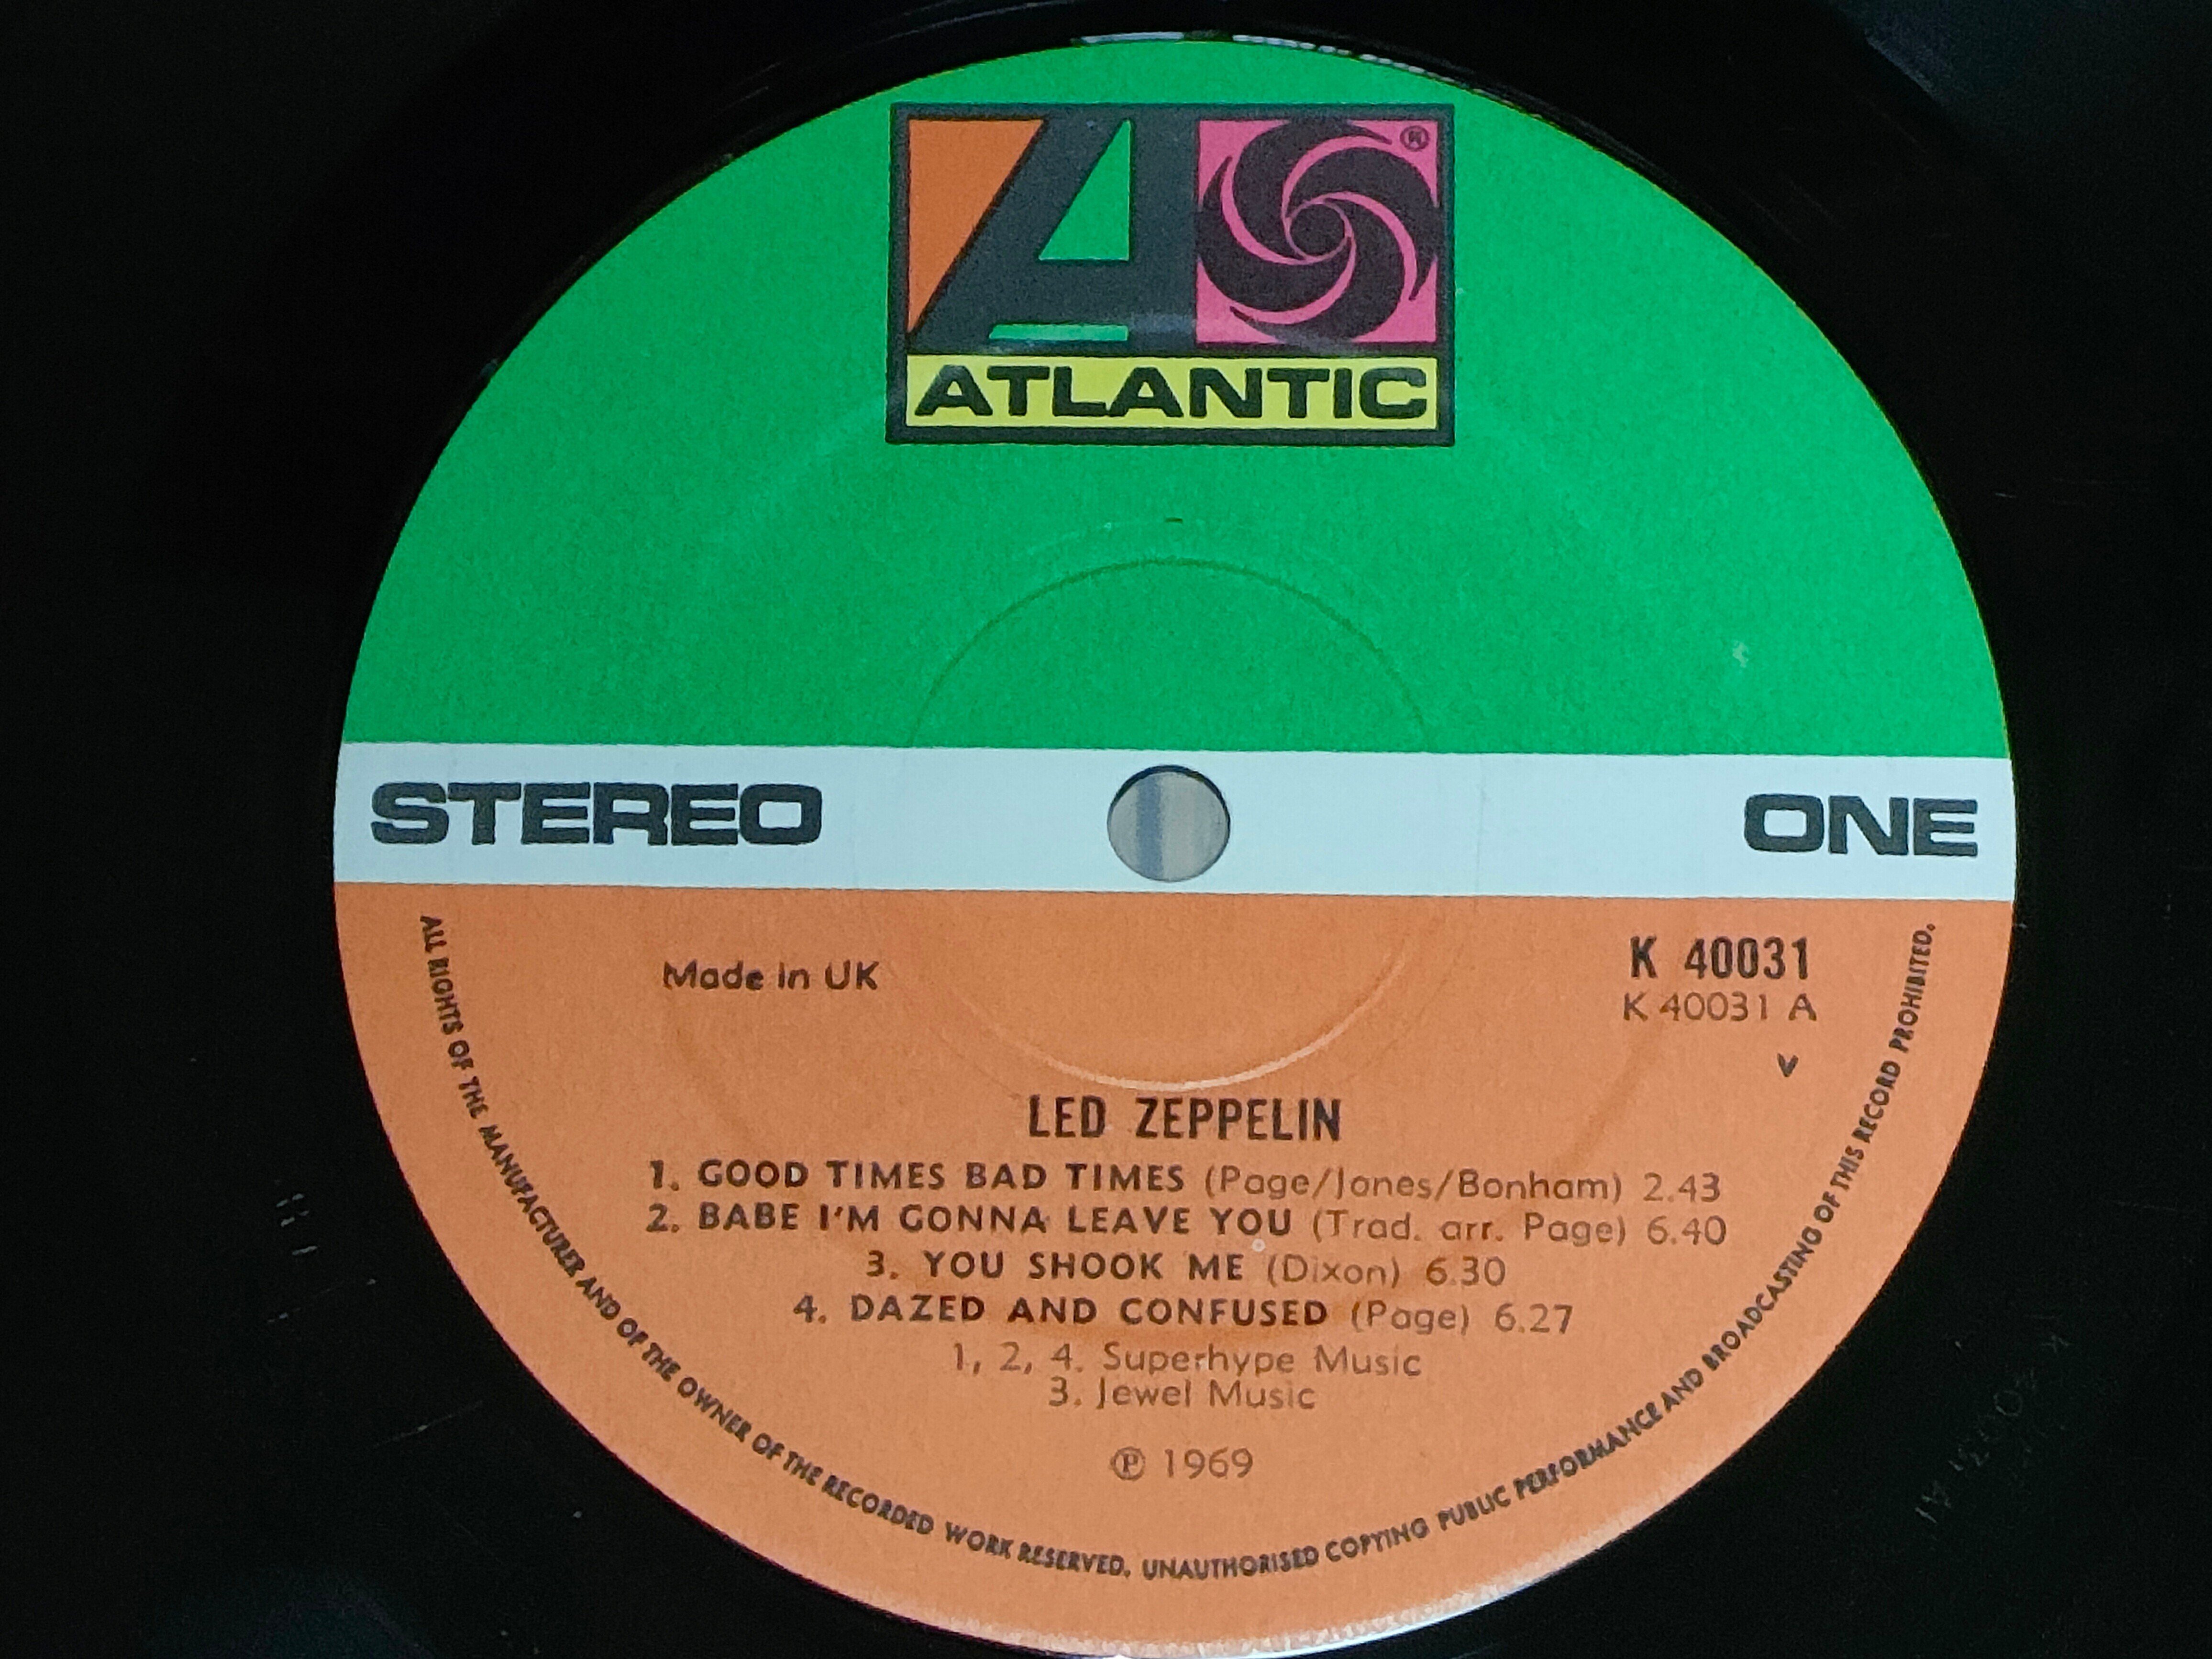 ®
ATLANTIC
STEREO
ONE
Made in UK
K 40031
K 40031 A
LED ZEPPELIN
1. GOOD TIMES BAD TIMES (Page/Jones/Bonham) 2.43
2. BABE I'M GONNA LEAVE YOU (Trad. arr. Page) 6.40
3. YOU SHOOK ME (Dixon) 6.30
4. DAZED AND CONFUSED (Page) 6.27
1, 2, 4. Superhype Music
3. Jewel Music
℗ 1969
ALL RIGHTS OF THE MANUFACTURER AND OF THE OWNER OF THE RECORDED WORK RESERVED. UNAUTHORISED COPYING PUBLIC PERFORMANCE AND BROADCASTING OF THIS RECORD PROHIBITED.